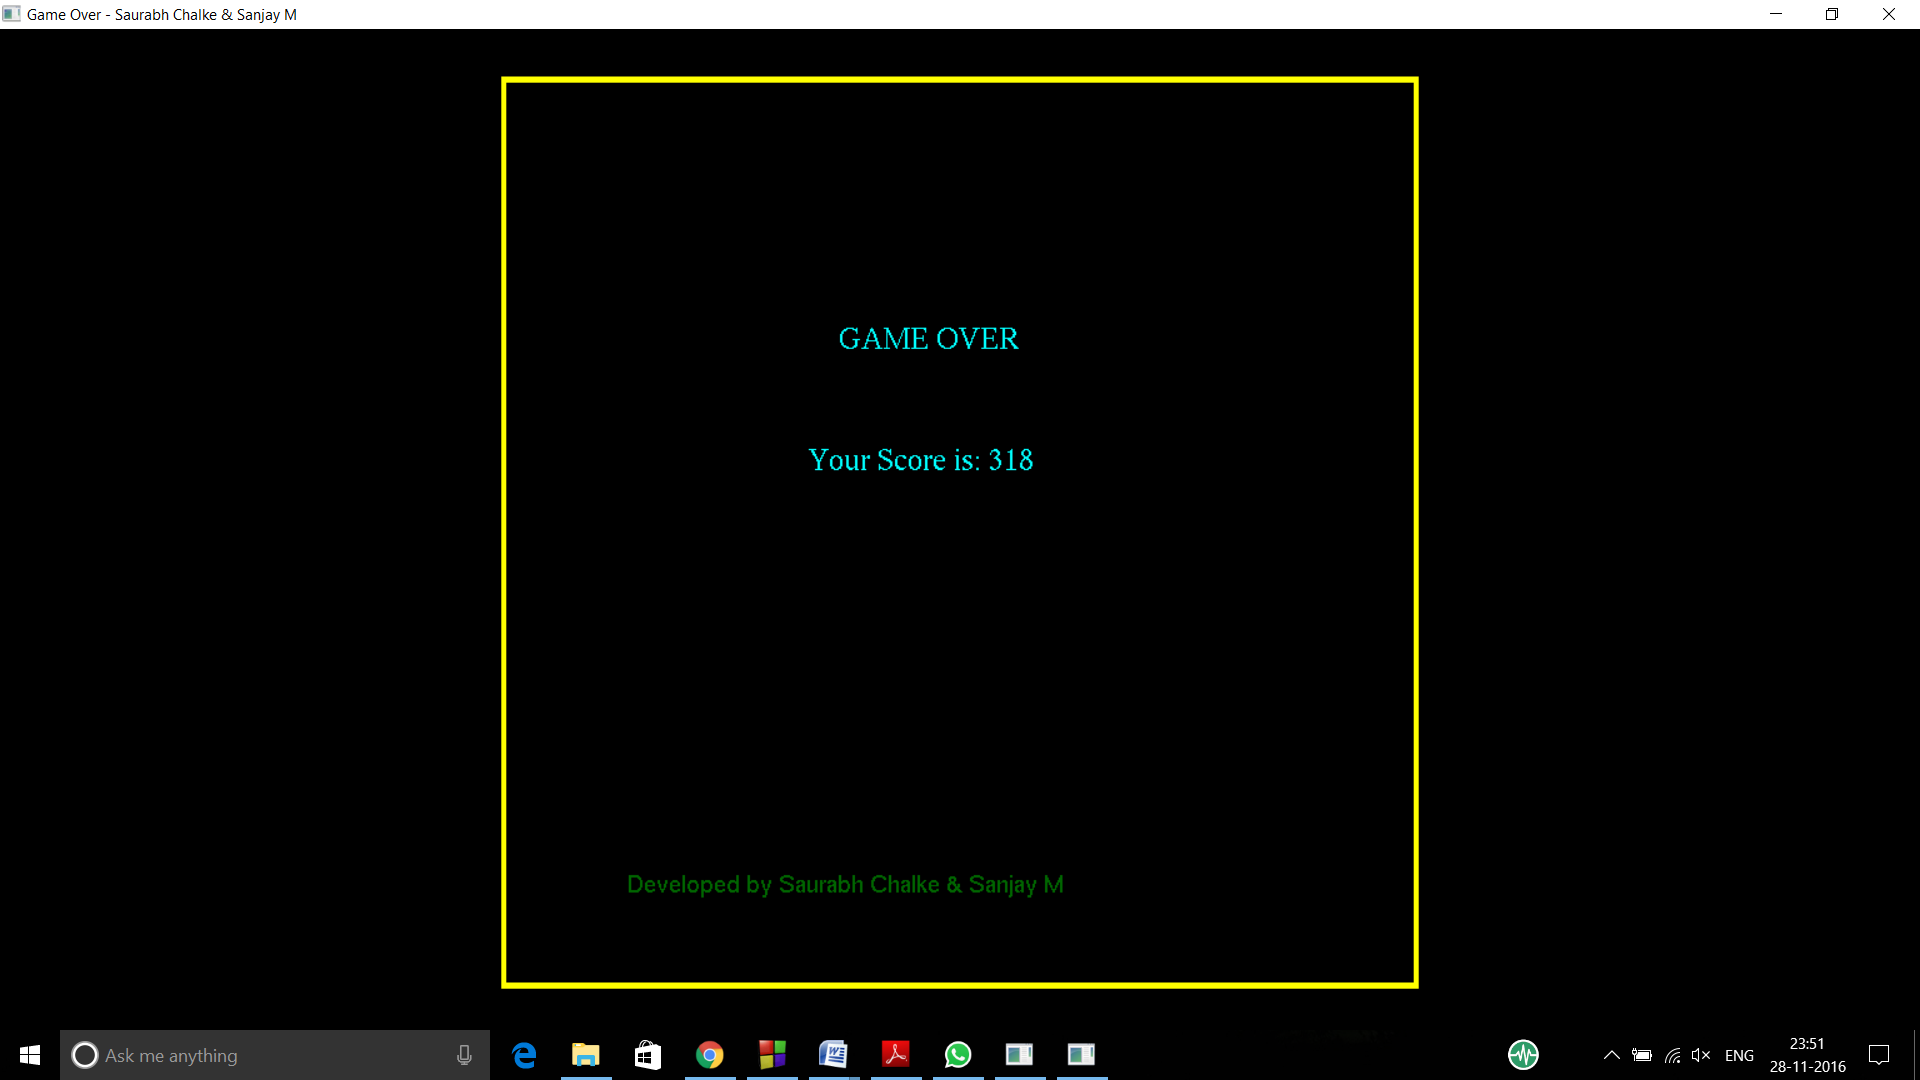 Game Over - Saurabh Chalke & Sanjay M
GAME OVER
Your Score is: 318
Developed by Saurabh Chalke & Sanjay M
Ask me anything
ENG
23:51
28-11-2016